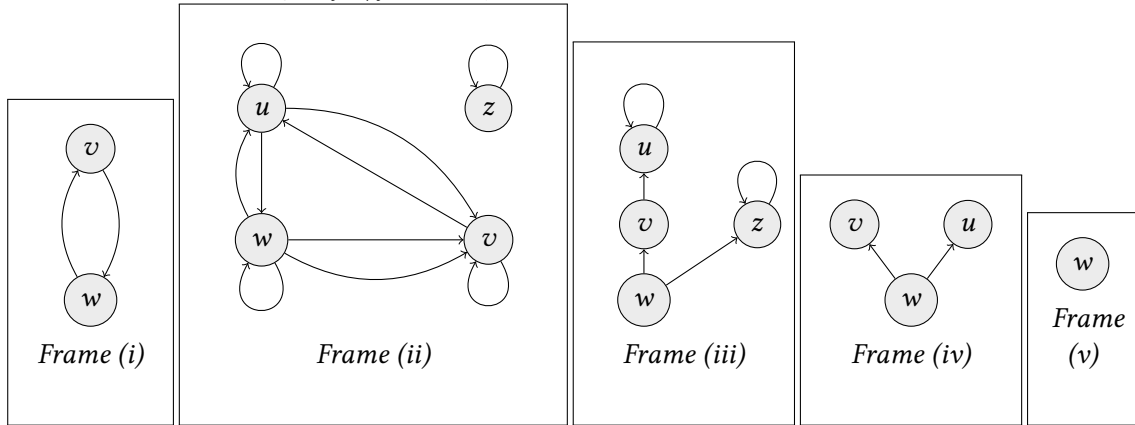 v
w
Frame (i)
u
z
w
v
Frame (ii)
u
v
z
w
Frame (iii)
v
u
w
Frame (iv)
w
Frame
(v)